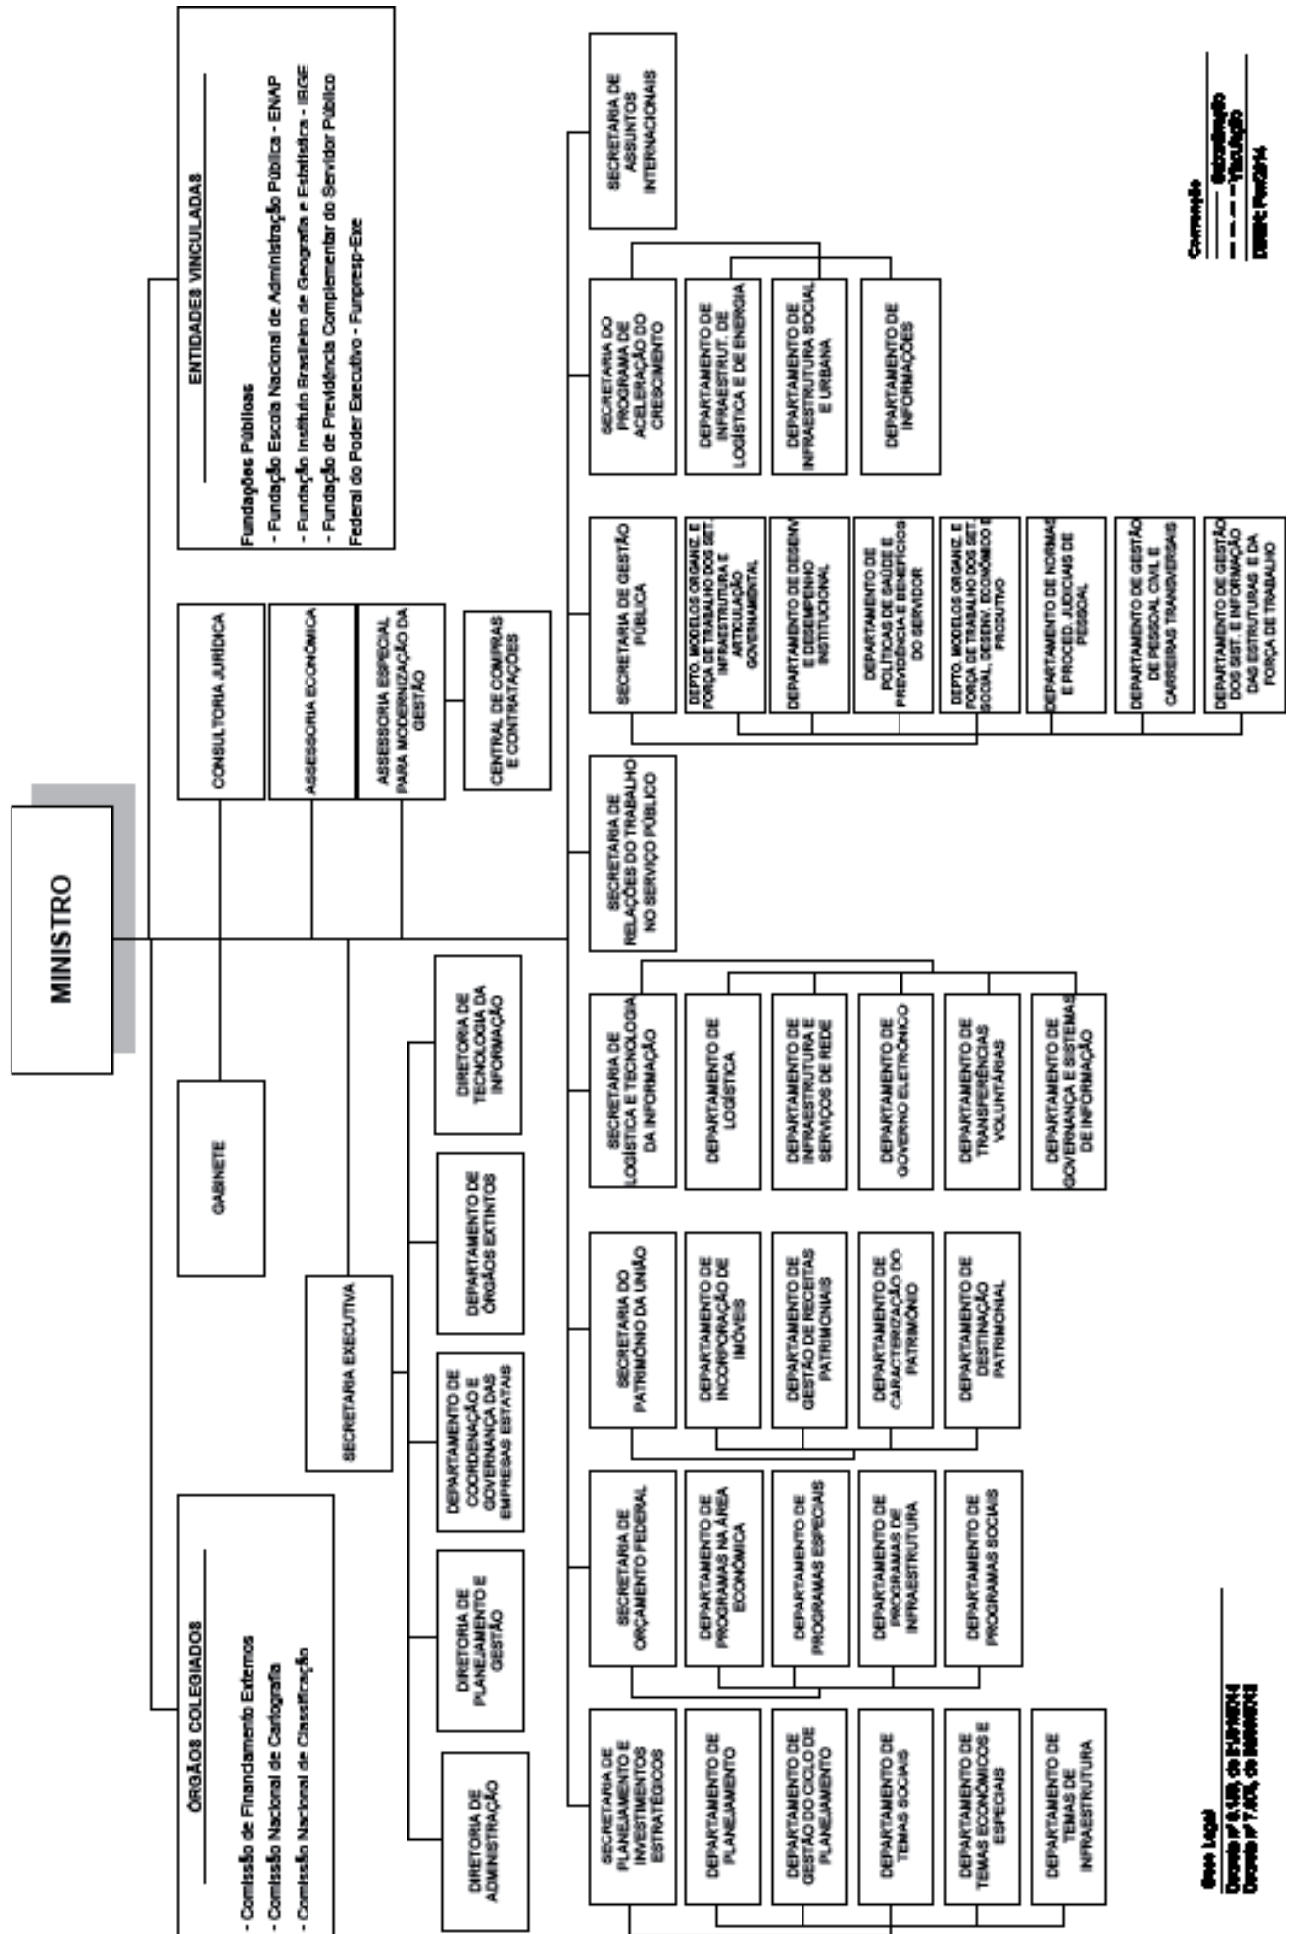 MINISTRO
ÓRGÃOS COLEGIADOS
- Comissão de Financiamento Externos
- Comissão Nacional de Cartografia
- Comissão Nacional de Classificação
GABINETE
CONSULTORIA JURÍDICA
ASSESSORIA ECONÔMICA
ASSESSORIA ESPECIAL
PARA MODERNIZAÇÃO DA
GESTÃO
CENTRAL DE COMPRAS
E CONTRATAÇÕES
ENTIDADES VINCULADAS
Fundações Públicas
- Fundação Escola Nacional de Administração Pública - ENAP
- Fundação Instituto Brasileiro de Geografia e Estatística - IBGE
- Fundação de Previdência Complementar do Servidor Público
Federal do Poder Executivo - Funpresp-Exe
SECRETARIA EXECUTIVA
DIRETORIA DE
ADMINISTRAÇÃO
DIRETORIA DE
PLANEJAMENTO E
GESTÃO
DEPARTAMENTO DE
COORDENAÇÃO E
GOVERNANÇA DAS
EMPRESAS ESTATAIS
DEPARTAMENTO DE
ÓRGÃOS EXTINTOS
DIRETORIA DE
TECNOLOGIA DA
INFORMAÇÃO
SECRETARIA DE
PLANEJAMENTO E
INVESTIMENTOS
ESTRATÉGICOS
DEPARTAMENTO DE
PLANEJAMENTO
DEPARTAMENTO DE
GESTÃO DO CICLO DE
PLANEJAMENTO
DEPARTAMENTO DE
TEMAS SOCIAIS
DEPARTAMENTO DE
TEMAS ECONÔMICOS E
ESPECIAIS
DEPARTAMENTO DE
TEMAS DE
INFRAESTRUTURA
SECRETARIA DE
ORÇAMENTO FEDERAL
DEPARTAMENTO DE
PROGRAMAS NA ÁREA
ECONÔMICA
DEPARTAMENTO DE
PROGRAMAS ESPECIAIS
DEPARTAMENTO DE
PROGRAMAS DE
INFRAESTRUTURA
DEPARTAMENTO DE
PROGRAMAS SOCIAIS
SECRETARIA DO
PATRIMÔNIO DA UNIÃO
DEPARTAMENTO DE
INCORPORAÇÃO DE
IMÓVEIS
DEPARTAMENTO DE
GESTÃO DE RECEITAS
PATRIMONIAIS
DEPARTAMENTO DE
CARACTERIZAÇÃO DO
PATRIMÔNIO
DEPARTAMENTO DE
DESTINAÇÃO
PATRIMONIAL
SECRETARIA DE
LOGÍSTICA E TECNOLOGIA
DA INFORMAÇÃO
DEPARTAMENTO DE
LOGÍSTICA
DEPARTAMENTO DE
INFRAESTRUTURA E
SERVIÇOS DE REDE
DEPARTAMENTO DE
GOVERNO ELETRÔNICO
DEPARTAMENTO DE
TRANSFERÊNCIAS
VOLUNTÁRIAS
DEPARTAMENTO DE
GOVERNANÇA E SISTEMAS
DE INFORMAÇÃO
SECRETARIA DE
RELAÇÕES DO TRABALHO
NO SERVIÇO PÚBLICO
SECRETARIA DE GESTÃO
PÚBLICA
DEPTO. MODELOS ORGANIZ. E
FORÇA DE TRABALHO DOS SET.
INFRAESTRUTURA E
ARTICULAÇÃO
GOVERNAMENTAL
DEPARTAMENTO DE DESENV
E DESEMPENHO
INSTITUCIONAL
DEPARTAMENTO DE
POLÍTICAS DE SAÚDE E
PREVIDÊNCIA E BENEFÍCIOS
DO SERVIDOR
DEPTO. MODELOS ORGANIZ. E
FORÇA DE TRABALHO DOS SET.
SOCIAL, DESENV. ECONÔMICO E
PRODUTIVO
DEPARTAMENTO DE NORMAS
E PROCED. JUDICIAIS DE
PESSOAL
DEPARTAMENTO DE GESTÃO
DE PESSOAL CIVIL E
CARREIRAS TRANSVERSAIS
DEPARTAMENTO DE GESTÃO
DOS SIST. E INFORMAÇÃO
DAS ESTRUTURAS E DA
FORÇA DE TRABALHO
SECRETARIA DO
PROGRAMA DE
ACELERAÇÃO DO
CRESCIMENTO
DEPARTAMENTO DE
INFRAESTRUT. DE
LOGÍSTICA E DE ENERGIA
DEPARTAMENTO DE
INFRAESTRUTURA SOCIAL
E URBANA
DEPARTAMENTO DE
INFORMAÇÕES
SECRETARIA DE
ASSUNTOS
INTERNACIONAIS
Base Legal
Convenção
Subordinação
Vinculação